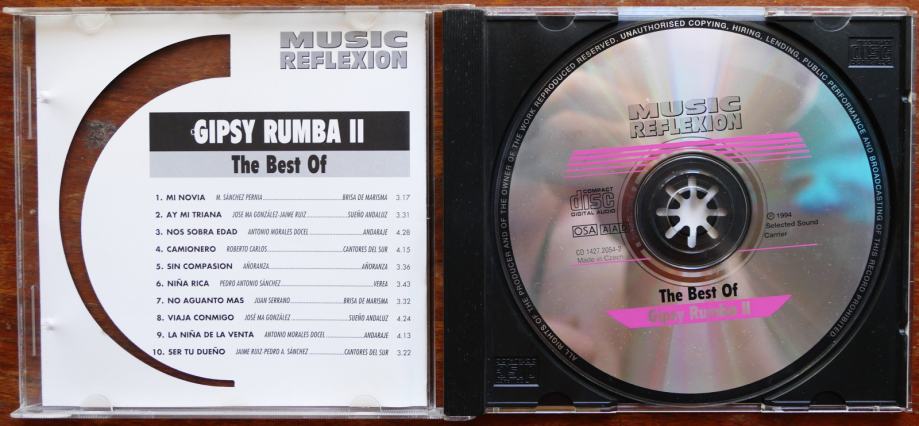 MUSIC
REFLEXION
GIPSY RUMBA II
The Best Of
1. MI NOVIA M. SÁNCHEZ PERNIA BRISA DE MARISMA 3.17
2. AY MI TRIANA JOSE MA GONZÁLEZ-JAIME RUIZ SUEÑO ANDALUZ 3.31
3. NOS SOBRA EDAD ANTONIO MORALES DOCEL ANDARAJE 4.28
4. CAMIONERO ROBERTO CARLOS CANTORES DEL SUR 4.15
5. SIN COMPASION AÑORANZA AÑORANZA 3.36
6. NIÑA RICA PEDRO ANTONIO SÁNCHEZ VEREA 3.43
7. NO AGUANTO MAS JUAN SERRANO BRISA DE MARISMA 3.32
8. VIAJA CONMIGO JOSÉ MA GONZÁLEZ SUEÑO ANDALUZ 4.24
9. LA NIÑA DE LA VENTA ANTONIO MORALES DOCEL ANDARAJE 4.13
10. SER TU DUEÑO JAIME RUIZ-PEDRO A. SÁNCHEZ CANTORES DEL SUR 3.22
ALL RIGHTS OF THE PRODUCER AND OF THE OWNER OF THE WORK REPRODUCED RESERVED. UNAUTHORISED COPYING, HIRING, LENDING, PUBLIC PERFORMANCE AND BROADCASTING OF THIS RECORD PROHIBITED
MUSIC
REFLEXION
COMPACT
disc
DIGITAL AUDIO
OSA AAD
CD 1427 2054-2
Made in Czech
℗ 1994
Selected Sound
Carrier
The Best Of
Gipsy Rumba II
disc